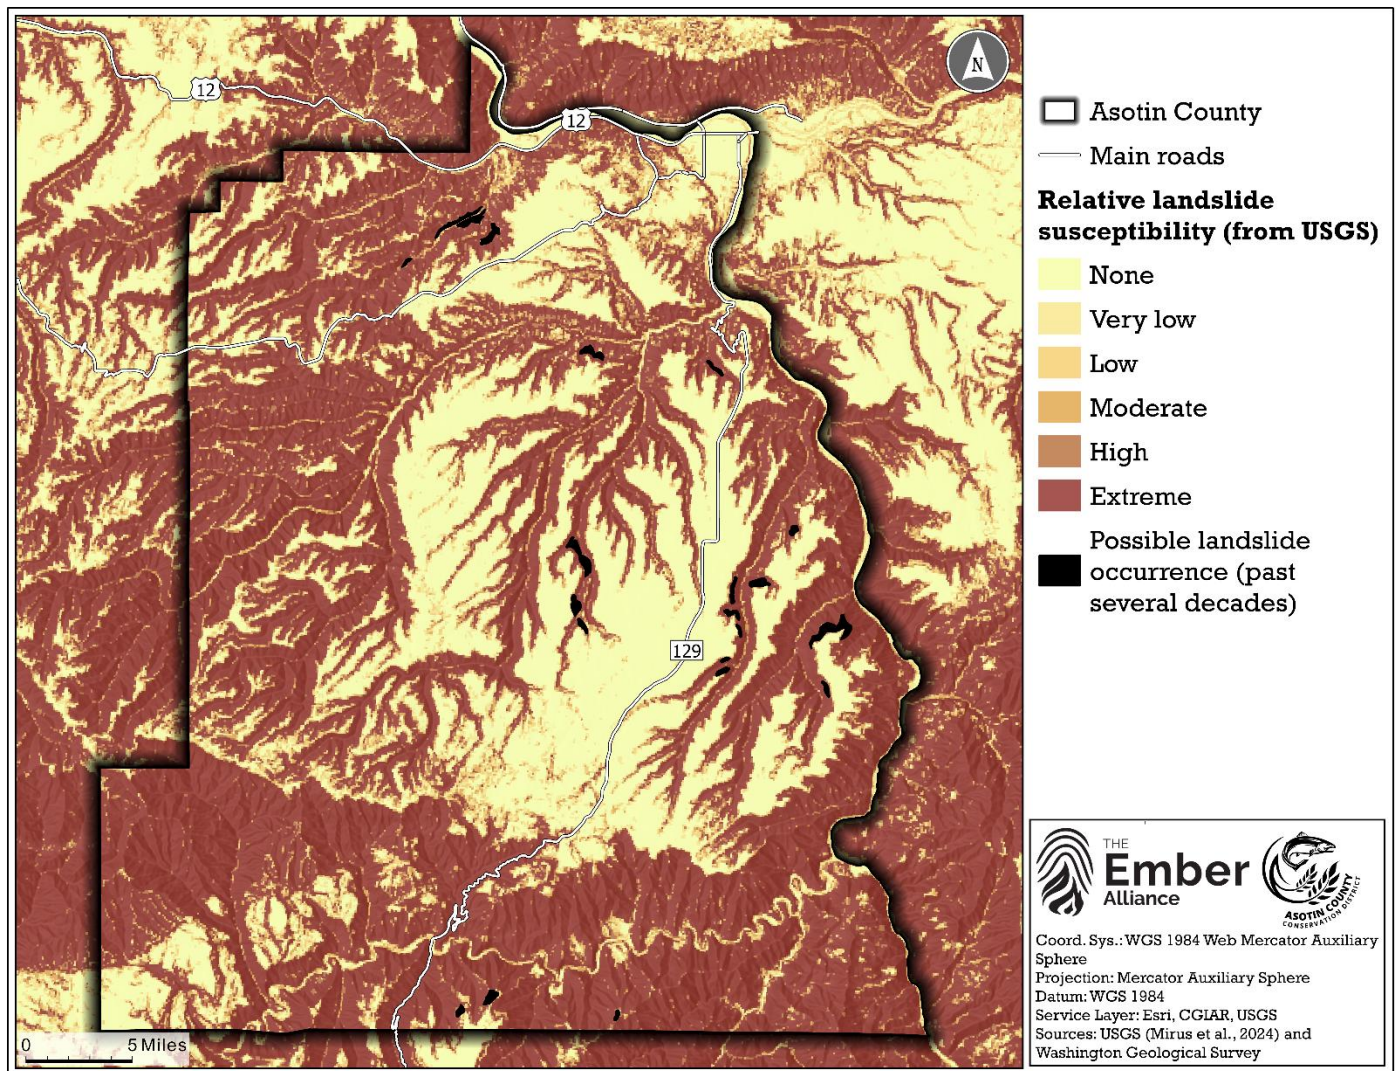 12
12
129
N
0 5 Miles
Asotin County
Main roads
Relative landslide
susceptibility (from USGS)
None
Very low
Low
Moderate
High
Extreme
Possible landslide
occurrence (past
several decades)
THE
Ember
Alliance
ASOTIN COUNTY
CONSERVATION DISTRICT
Coord. Sys.: WGS 1984 Web Mercator Auxiliary
Sphere
Projection: Mercator Auxiliary Sphere
Datum: WGS 1984
Service Layer: Esri, CGIAR, USGS
Sources: USGS (Mirus et al., 2024) and
Washington Geological Survey